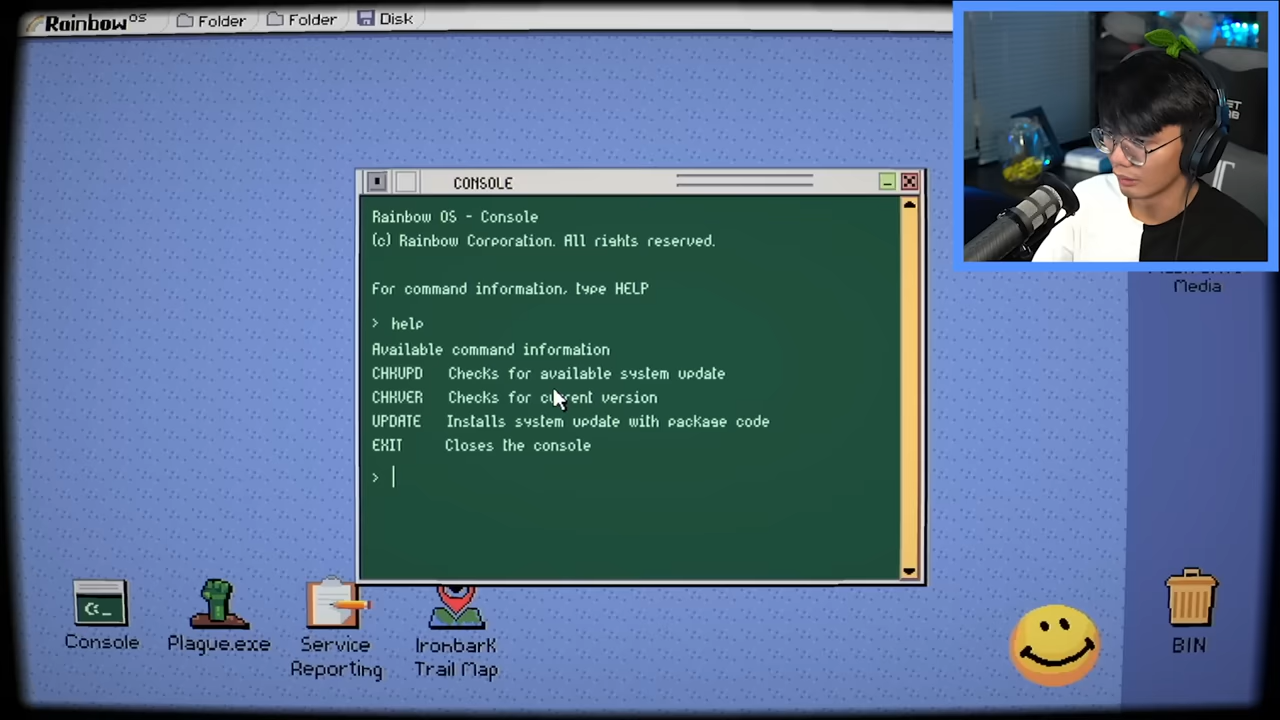 Rainbow OS
Folder
Folder
Disk
CONSOLE
Rainbow OS - Console
(c) Rainbow Corporation. All rights reserved.
For command information, type HELP
> help
Available command information
CHKUPD Checks for available system update
CHKVER Checks for current version
UPDATE Installs system update with package code
EXIT Closes the console
>
Media
Console
Plague.exe
Service
Reporting
Ironbark
Trail Map
BIN